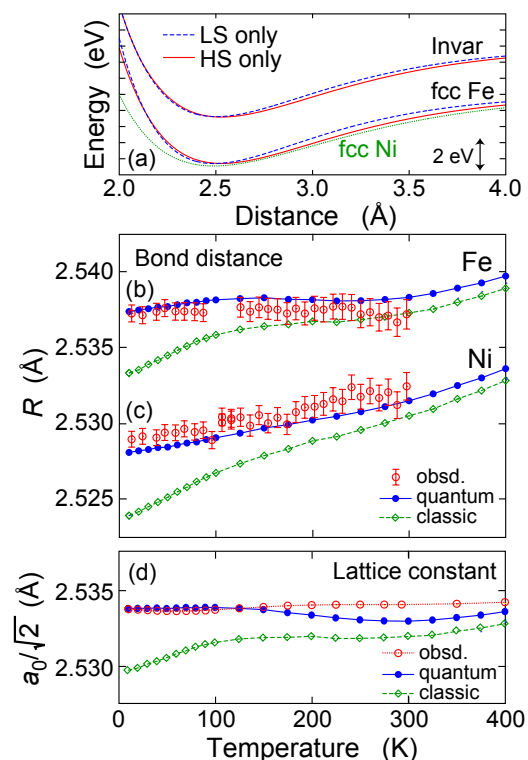 LS only
HS only
Invar
fcc Fe
fcc Ni
2 eV
(a)
Energy (eV)
2.0 2.5 3.0 3.5 4.0
Distance (Å)
Bond distance
(b)
Fe
2.540
2.535
R (Å)
Ni
(c)
2.530
2.525
obsd.
quantum
classic
(d)
Lattice constant
2.535
2.530
a₀/√2 (Å)
obsd.
quantum
classic
0 100 200 300 400
Temperature (K)